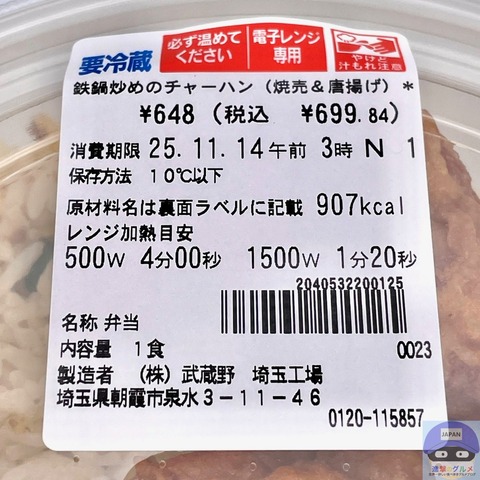 要冷蔵
必ず温めて
ください
電子レンジ
専用
やけど
汁もれ注意
鉄鍋炒めのチャーハン(焼売&唐揚げ)*
¥648(税込 ¥699.84)
消費期限 25.11.14午前 3時 N 1
保存方法 10℃以下
原材料名は裏面ラベルに記載 907kcal
レンジ加熱目安
500W 4分00秒 1500W 1分20秒
2040532200125
名称 弁当
内容量 1食
0023
製造者 (株)武蔵野 埼玉工場
埼玉県朝霞市泉水3-11-46
0120-115857
JAPAN
進撃のグルメ